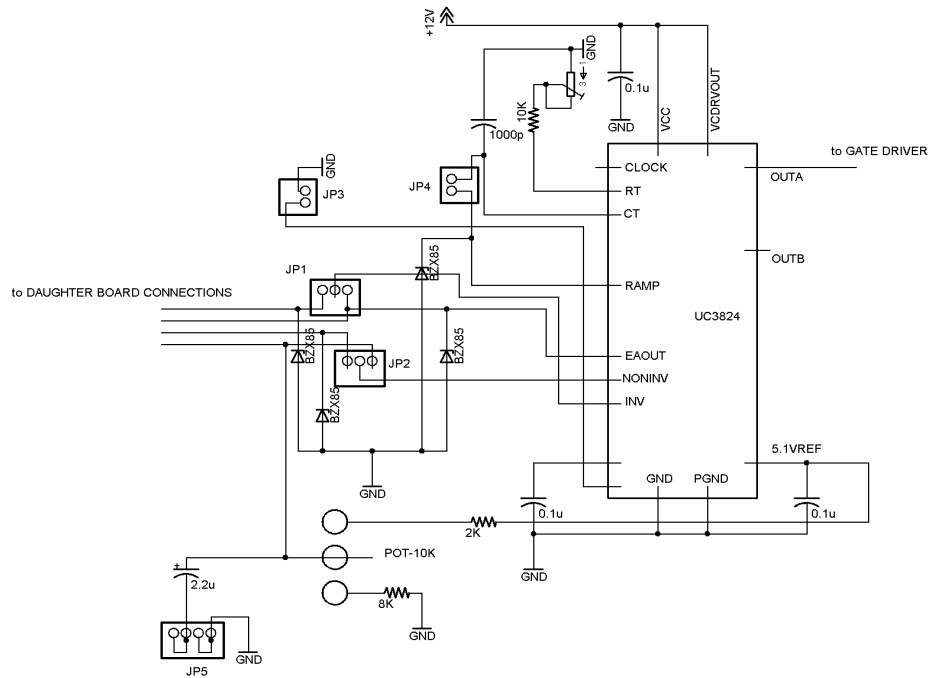 +12V
GND
3 1
0.1u
GND
10K
1000p
VCC
VCDRVOUT
to GATE DRIVER
CLOCK
OUTA
GND
JP3
JP4
RT
CT
BZX85
OUTB
JP1
to DAUGHTER BOARD CONNECTIONS
RAMP
UC3824
BZX85
BZX85
JP2
EAOUT
NONINV
BZX85
INV
5.1VREF
GND
GND
PGND
0.1u
0.1u
2K
POT-10K
GND
+
2.2u
8K
GND
GND
JP5